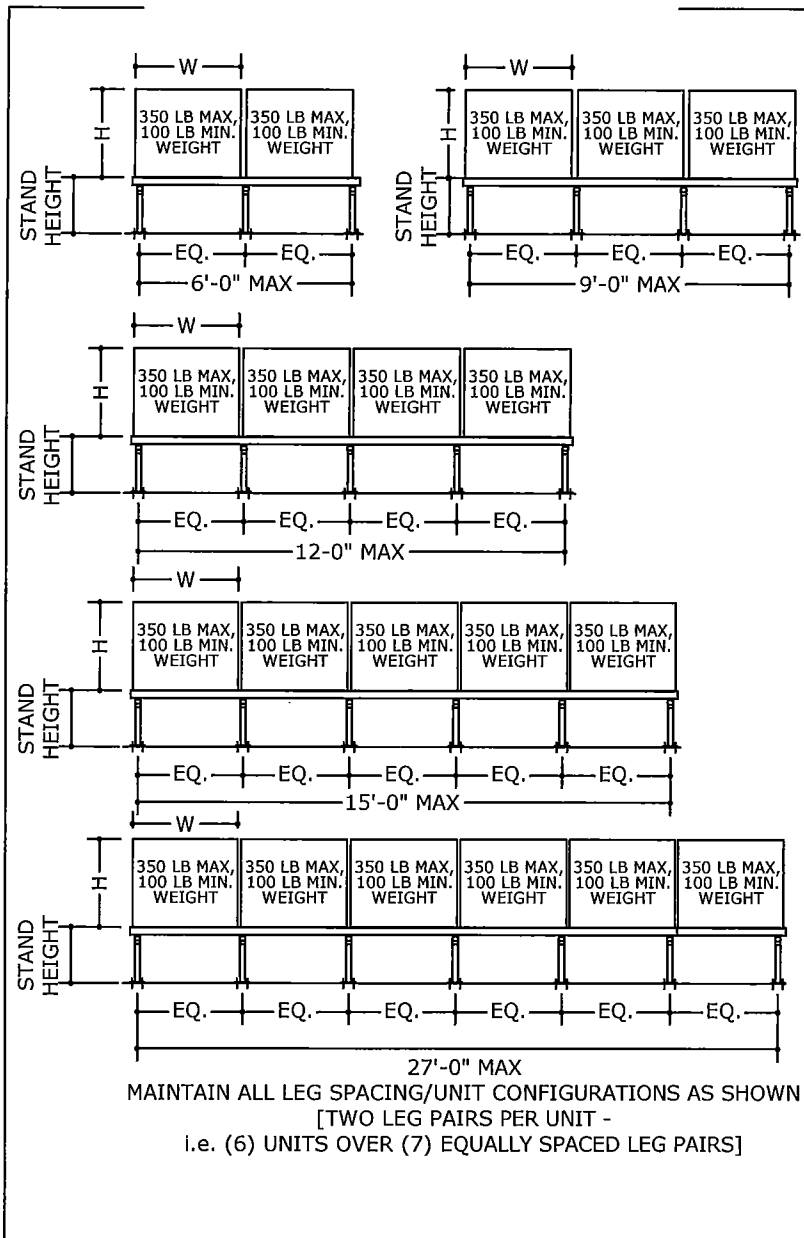 W
W
H
350 LB MAX,
100 LB MIN.
WEIGHT
350 LB MAX,
100 LB MIN.
WEIGHT
STAND
HEIGHT
EQ.
EQ.
6'-0" MAX
H
350 LB MAX,
100 LB MIN.
WEIGHT
350 LB MAX,
100 LB MIN.
WEIGHT
350 LB MAX,
100 LB MIN.
WEIGHT
STAND
HEIGHT
EQ.
EQ.
EQ.
9'-0" MAX
W
H
350 LB MAX,
100 LB MIN.
WEIGHT
350 LB MAX,
100 LB MIN.
WEIGHT
350 LB MAX,
100 LB MIN.
WEIGHT
350 LB MAX,
100 LB MIN.
WEIGHT
STAND
HEIGHT
EQ.
EQ.
EQ.
EQ.
12-0" MAX
W
H
350 LB MAX,
100 LB MIN.
WEIGHT
350 LB MAX,
100 LB MIN.
WEIGHT
350 LB MAX,
100 LB MIN.
WEIGHT
350 LB MAX,
100 LB MIN.
WEIGHT
350 LB MAX,
100 LB MIN.
WEIGHT
STAND
HEIGHT
EQ.
EQ.
EQ.
EQ.
EQ.
15'-0" MAX
W
H
350 LB MAX,
100 LB MIN.
WEIGHT
350 LB MAX,
100 LB MIN.
WEIGHT
350 LB MAX,
100 LB MIN.
WEIGHT
350 LB MAX,
100 LB MIN.
WEIGHT
350 LB MAX,
100 LB MIN.
WEIGHT
350 LB MAX,
100 LB MIN.
WEIGHT
STAND
HEIGHT
EQ.
EQ.
EQ.
EQ.
EQ.
EQ.
27'-0" MAX
MAINTAIN ALL LEG SPACING/UNIT CONFIGURATIONS AS SHOWN
[TWO LEG PAIRS PER UNIT -
i.e. (6) UNITS OVER (7) EQUALLY SPACED LEG PAIRS]